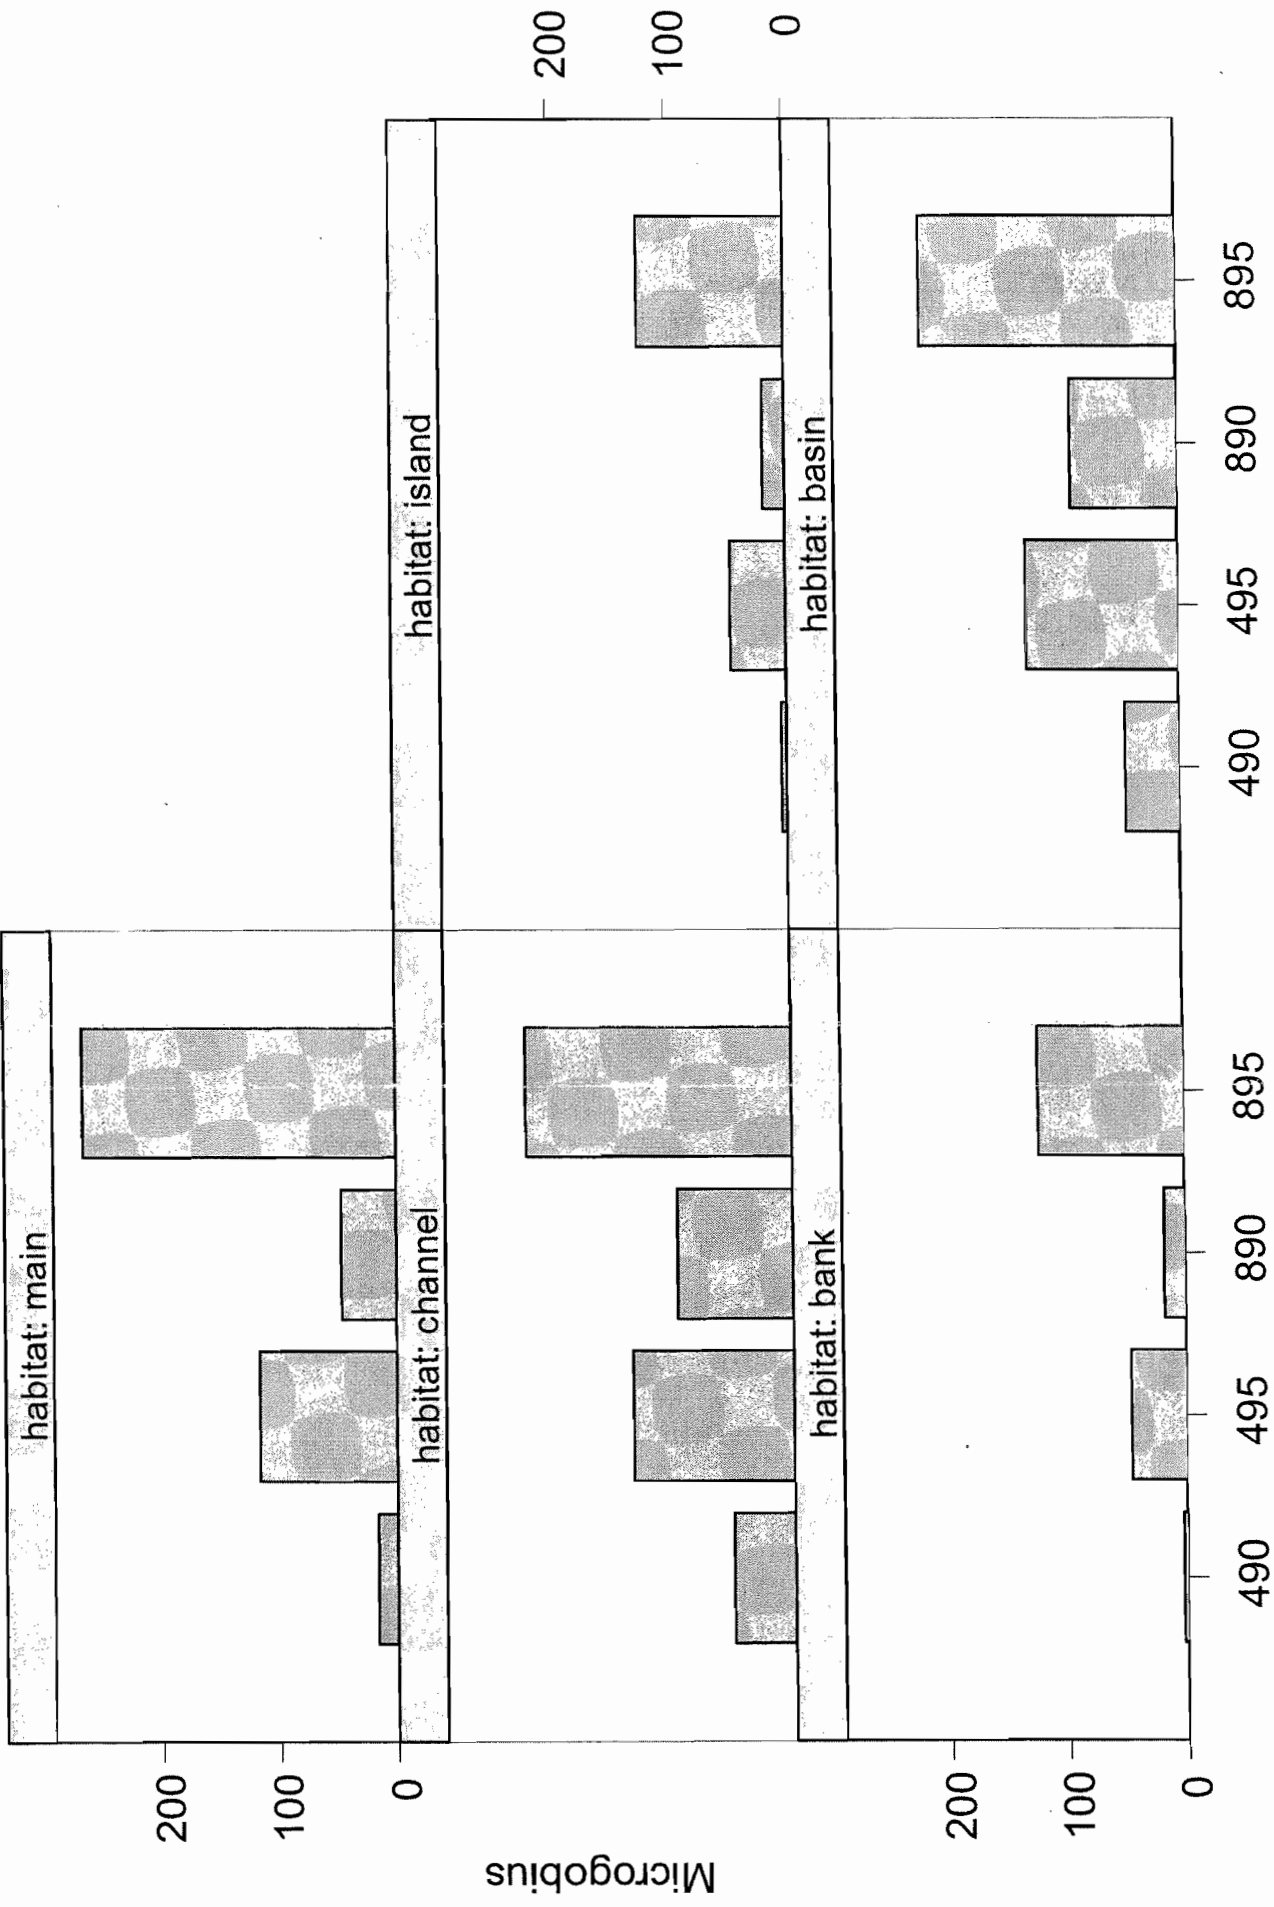 habitat: main
200
100
0
habitat: channel
habitat: island
200
100
0
habitat: bank
habitat: basin
200
100
0
490 495 890 895 490 495 890 895
Microgobius